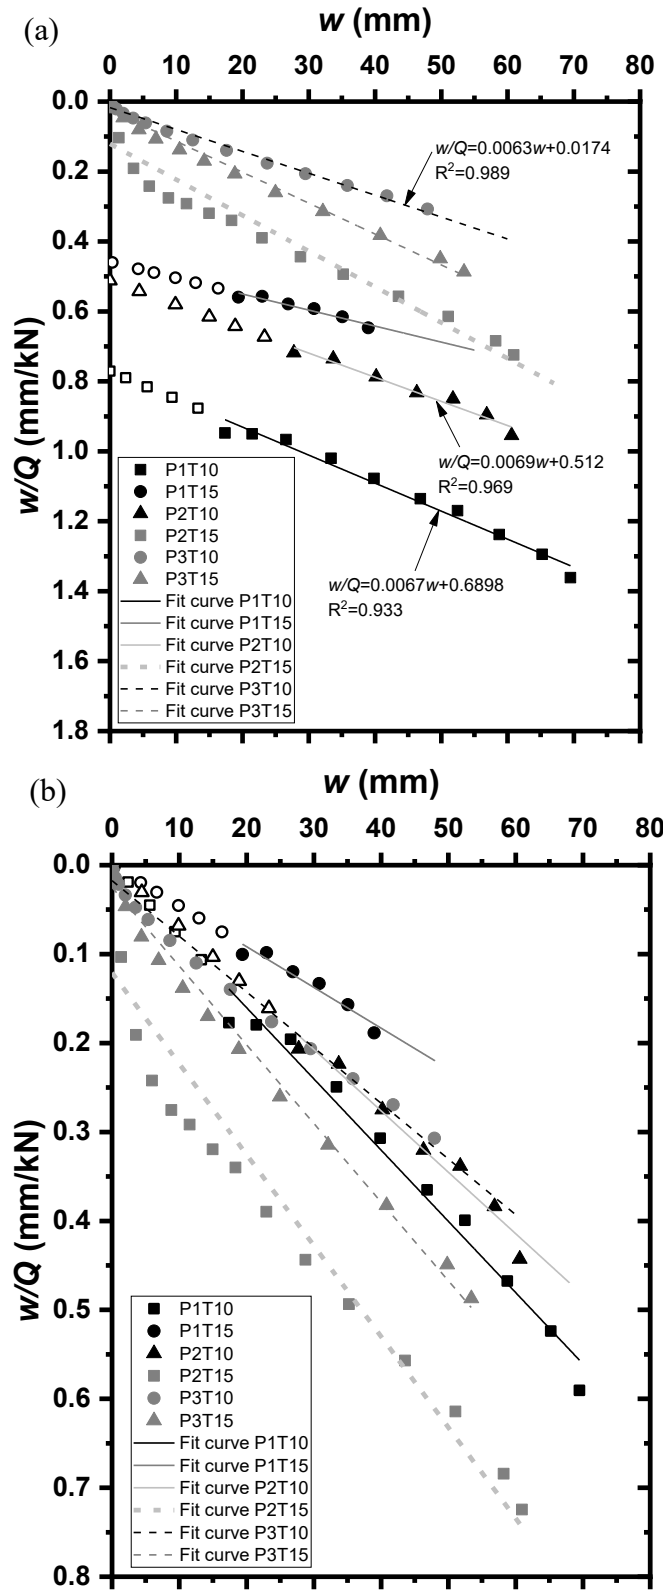 (a)
w (mm)
0 10 20 30 40 50 60 70 80
0.0
0.2
0.4
0.6
0.8
1.0
1.2
1.4
1.6
1.8
w/Q (mm/kN)
w/Q=0.0063w+0.0174
R²=0.989
w/Q=0.0069w+0.512
R²=0.969
w/Q=0.0067w+0.6898
R²=0.933
P1T10
P1T15
P2T10
P2T15
P3T10
P3T15
Fit curve P1T10
Fit curve P1T15
Fit curve P2T10
Fit curve P2T15
Fit curve P3T10
Fit curve P3T15
(b)
w (mm)
0 10 20 30 40 50 60 70 80
0.0
0.1
0.2
0.3
0.4
0.5
0.6
0.7
0.8
w/Q (mm/kN)
P1T10
P1T15
P2T10
P2T15
P3T10
P3T15
Fit curve P1T10
Fit curve P1T15
Fit curve P2T10
Fit curve P2T15
Fit curve P3T10
Fit curve P3T15